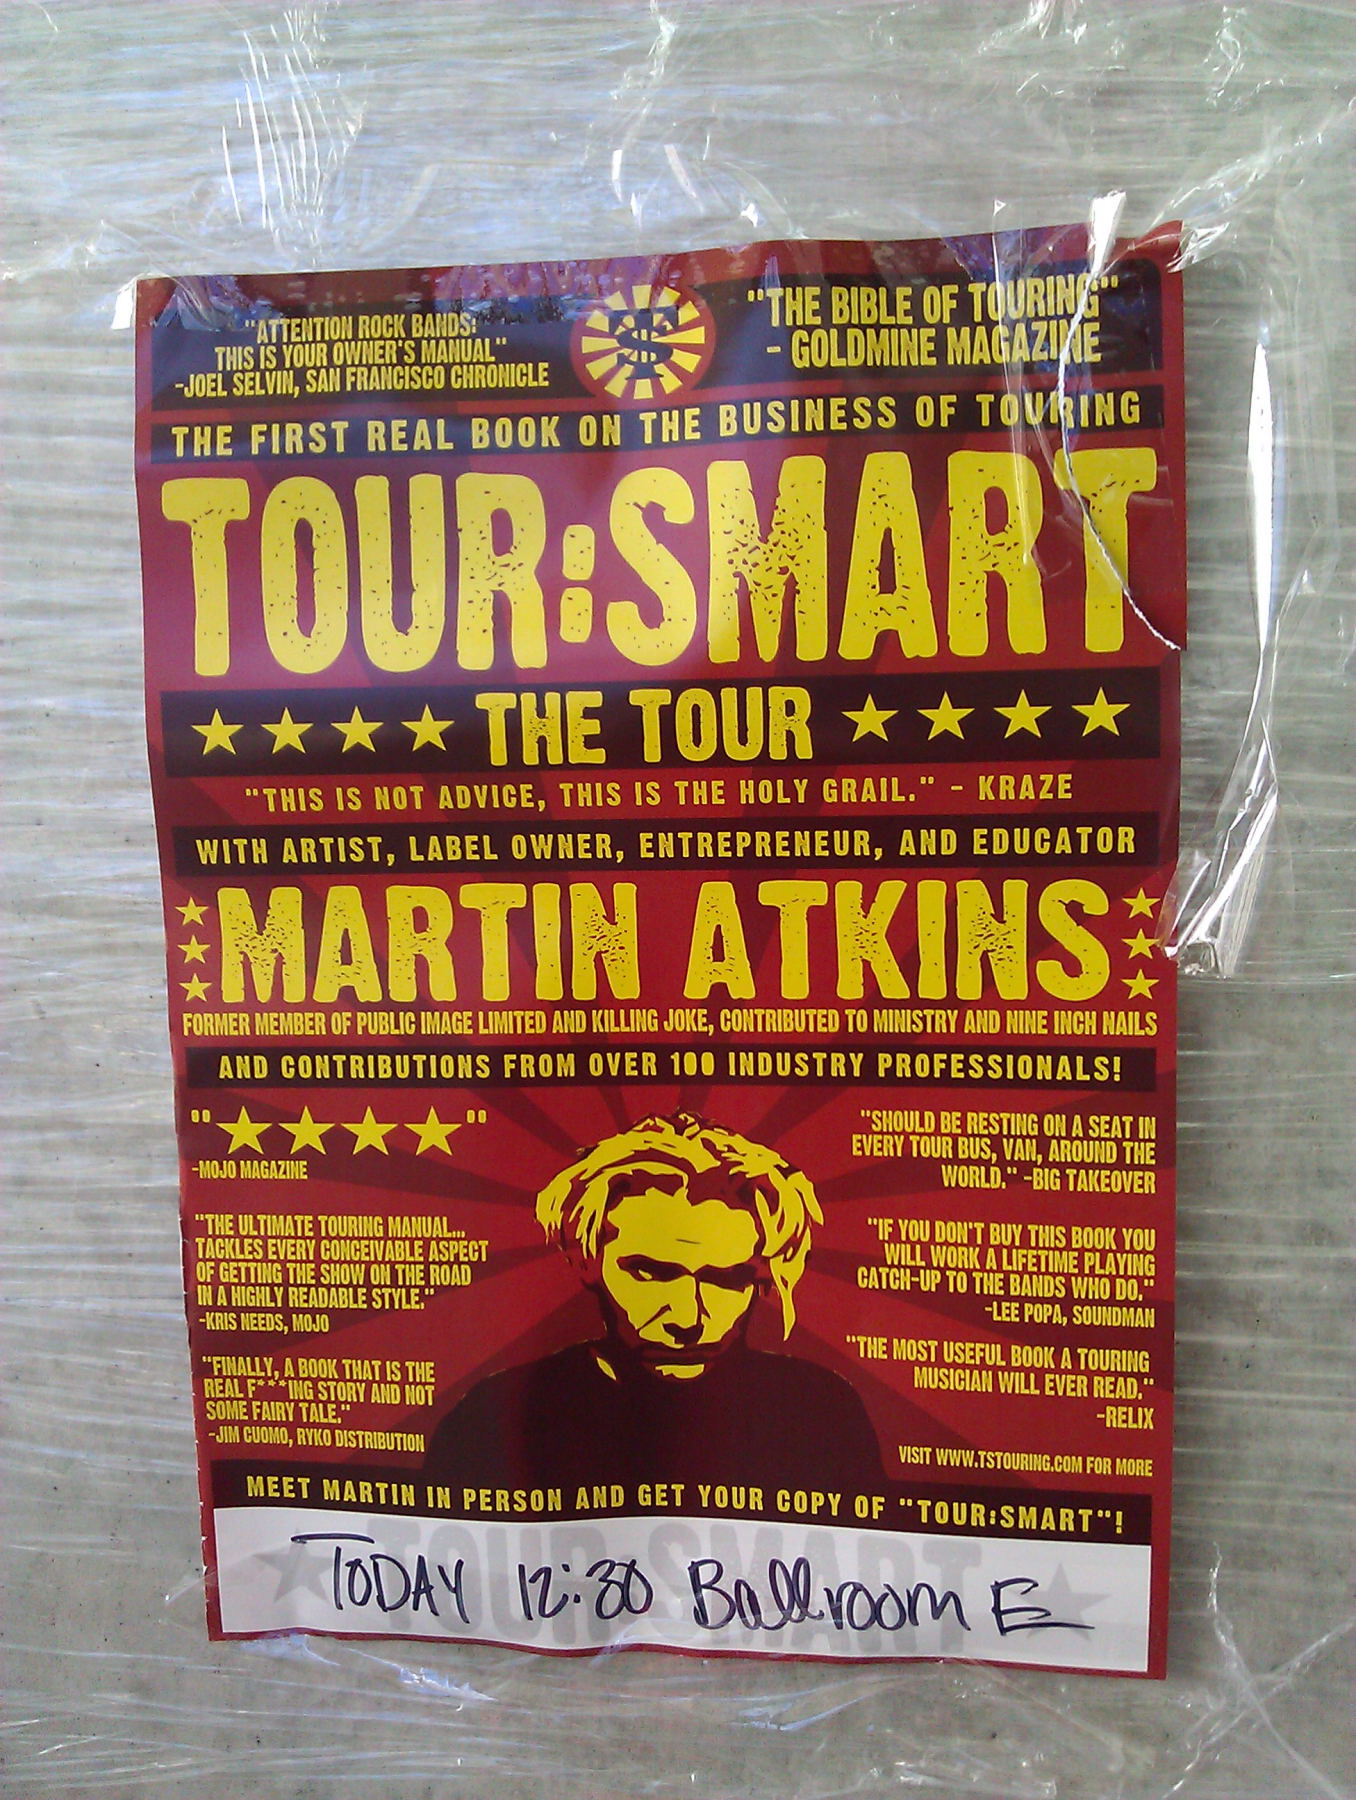 "ATTENTION ROCK BANDS:
THIS IS YOUR OWNER'S MANUAL"
-JOEL SELVIN, SAN FRANCISCO CHRONICLE
$
"THE BIBLE OF TOURING"
- GOLDMINE MAGAZINE
THE FIRST REAL BOOK ON THE BUSINESS OF TOURING
TOUR:SMART
THE TOUR
"THIS IS NOT ADVICE, THIS IS THE HOLY GRAIL." - KRAZE
WITH ARTIST, LABEL OWNER, ENTREPRENEUR, AND EDUCATOR
MARTIN ATKINS
FORMER MEMBER OF PUBLIC IMAGE LIMITED AND KILLING JOKE, CONTRIBUTED TO MINISTRY AND NINE INCH NAILS
AND CONTRIBUTIONS FROM OVER 100 INDUSTRY PROFESSIONALS!
"★★★★"
-MOJO MAGAZINE
"THE ULTIMATE TOURING MANUAL...
TACKLES EVERY CONCEIVABLE ASPECT
OF GETTING THE SHOW ON THE ROAD
IN A HIGHLY READABLE STYLE."
-KRIS NEEDS, MOJO
"FINALLY, A BOOK THAT IS THE
REAL F***ING STORY AND NOT
SOME FAIRY TALE."
-JIM CUOMO, RYKO DISTRIBUTION
"SHOULD BE RESTING ON A SEAT IN
EVERY TOUR BUS, VAN, AROUND THE
WORLD." -BIG TAKEOVER
"IF YOU DON'T BUY THIS BOOK YOU
WILL WORK A LIFETIME PLAYING
CATCH-UP TO THE BANDS WHO DO."
-LEE POPA, SOUNDMAN
"THE MOST USEFUL BOOK A TOURING
MUSICIAN WILL EVER READ."
-RELIX
VISIT WWW.TSTOURING.COM FOR MORE
MEET MARTIN IN PERSON AND GET YOUR COPY OF "TOUR:SMART"!
TOUR:SMART
TODAY 12:30 Ballroom E